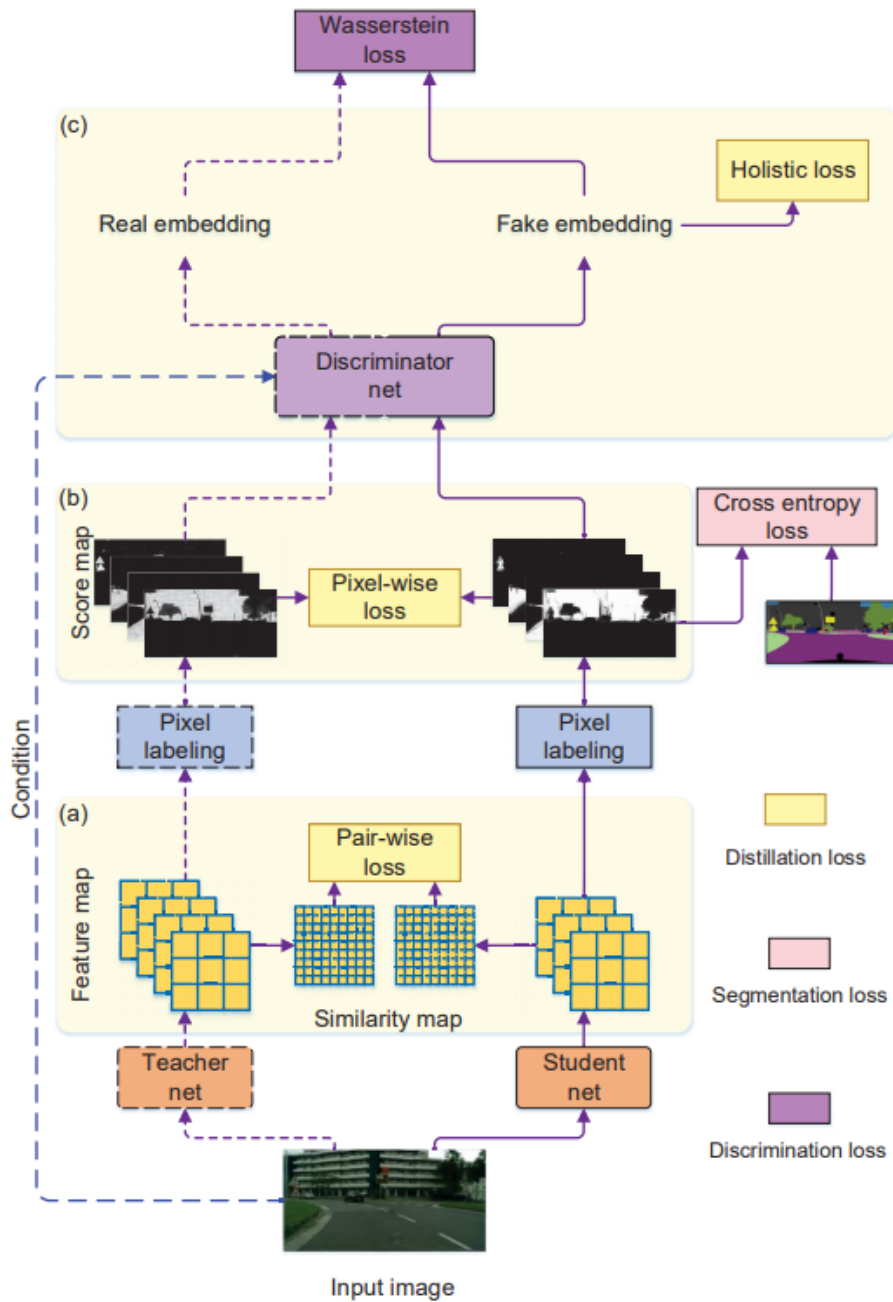 Wasserstein
loss
(c)
Holistic loss
Real embedding
Fake embedding
Discriminator
net
(b)
Cross entropy
loss
Score map
Pixel-wise
loss
Pixel
labeling
Pixel
labeling
Condition
(a)
Pair-wise
loss
Distillation loss
Feature map
Similarity map
Segmentation loss
Teacher
net
Student
net
Discrimination loss
Input image